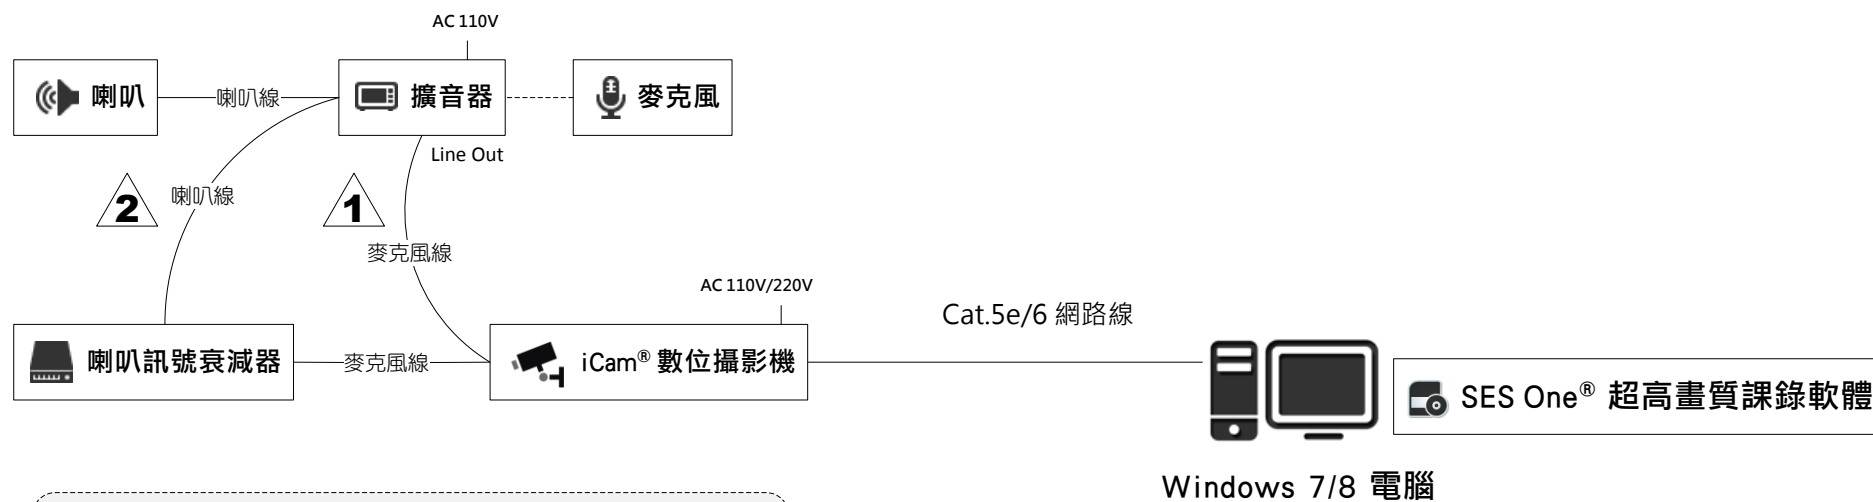 AC 110V
喇叭
喇叭線
擴音器
麥克風
Line Out
2
喇叭線
1
麥克風線
AC 110V/220V
Cat.5e/6 網路線
喇叭訊號衰減器
麥克風線
iCam® 數位攝影機
SES One® 超高畫質課錄軟體
Windows 7/8 電腦